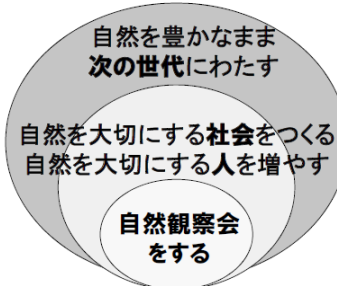 自然を豊かなまま
次の世代にわたす
自然を大切にする社会をつくる
自然を大切にする人を増やす
自然観察会
をする